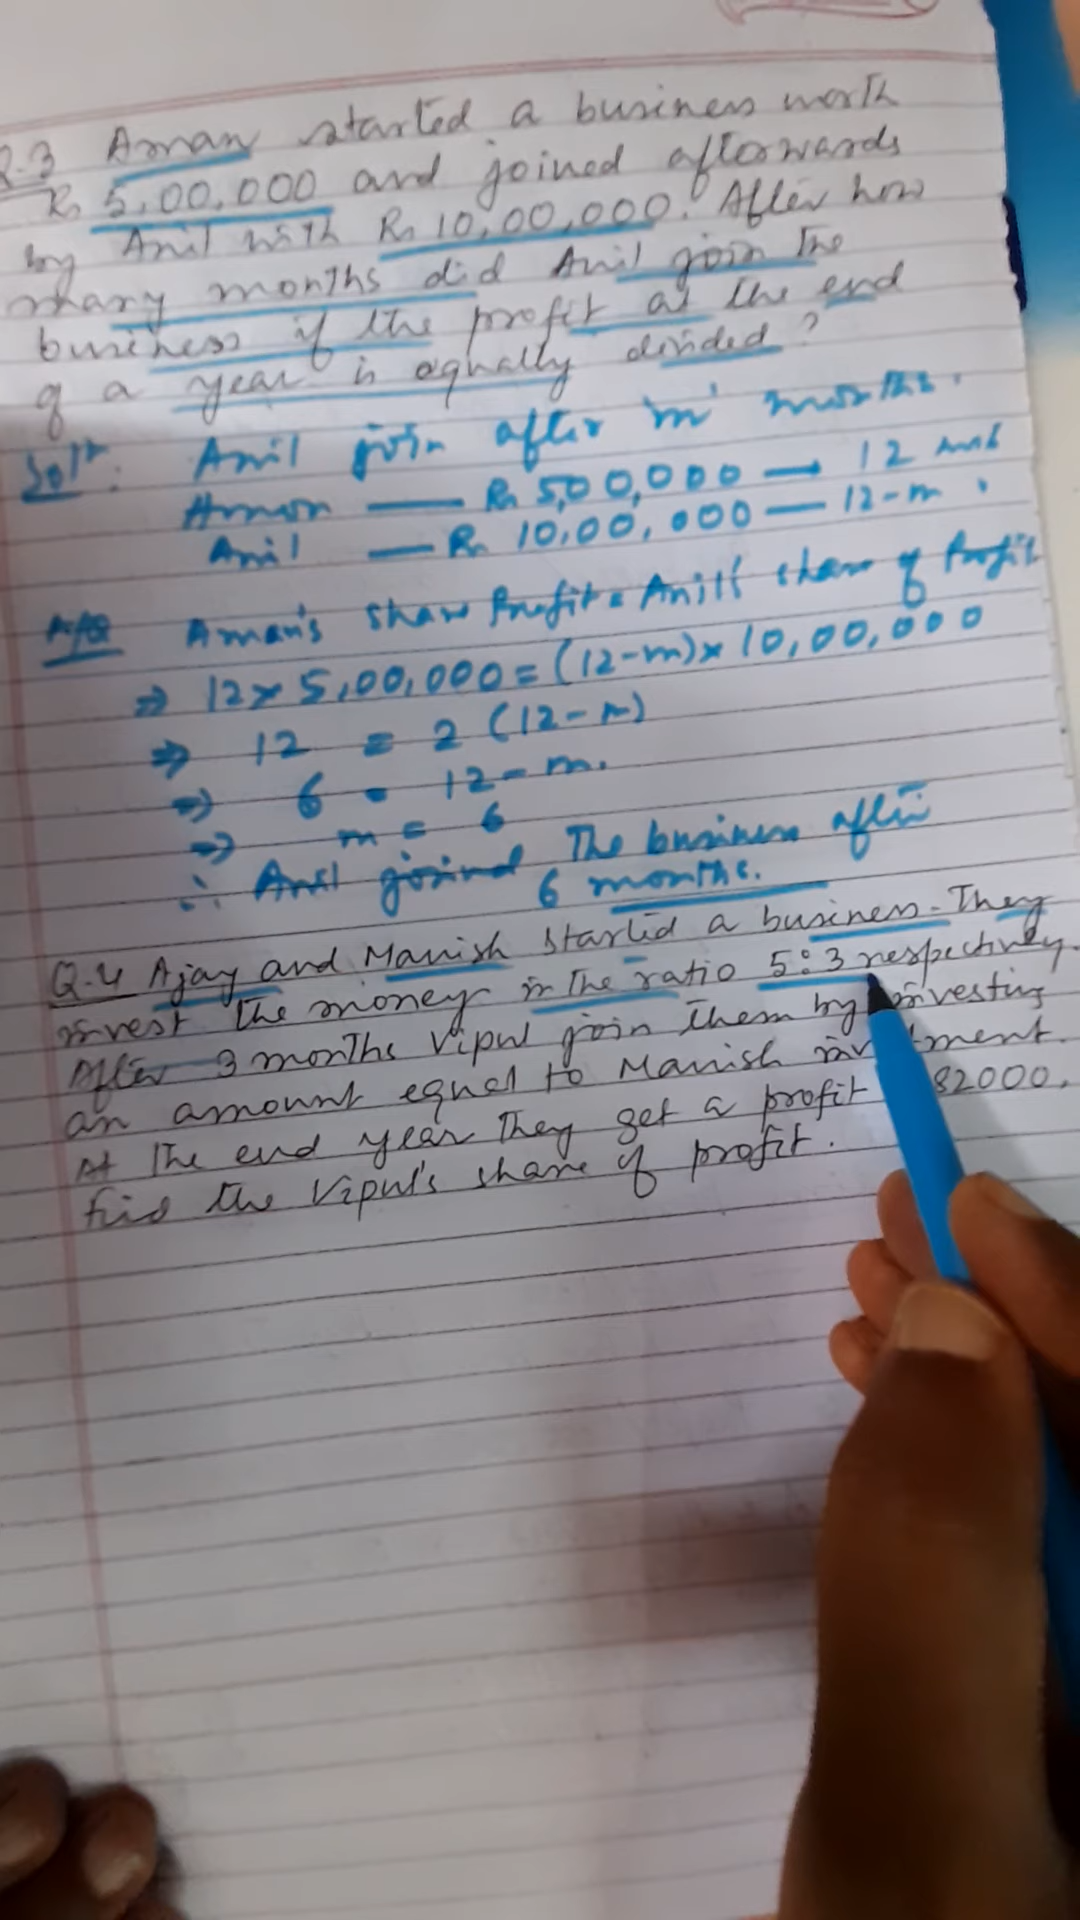 Q.3 Aman started a business worth
Rs 5,00,000 and joined afterwards
by Anil with Rs 10,00,000. After how
many months did Anil join the
business if the profit at the end
of a year is equally divided?
Soln: Anil join after 'm' months.
Aman — Rs 5,00,000 — 12
Anil — Rs 10,00,000 — 12-m
A/Q Aman's share Profit = Anil's share of Profit
⇒ 12 × 5,00,000 = (12-m) × 10,00,000
⇒ 12 = 2 (12-m)
⇒ 6 = 12-m.
⇒ m = 6
∴ Anil joined The business after
6 months.
Q.4 Ajay and Manish started a business. They
invest the money in the ratio 5:3 respectively.
After 3 months Vipul join them by investing
an amount equal to Manish
At the end year they get a profit 82000.
find the Vipul's share of profit.